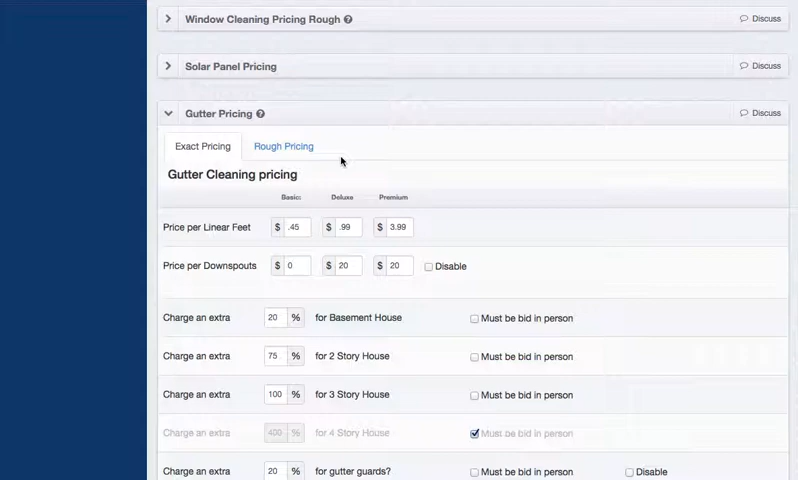 Window Cleaning Pricing Rough ? Discuss
Solar Panel Pricing Discuss
Gutter Pricing ? Discuss
Exact Pricing Rough Pricing
Gutter Cleaning pricing
Basic: Deluxe Premium
Price per Linear Feet $ .45 $ .99 $ 3.99
Price per Downspouts $ 0 $ 20 $ 20 Disable
Charge an extra 20 % for Basement House Must be bid in person
Charge an extra 75 % for 2 Story House Must be bid in person
Charge an extra 100 % for 3 Story House Must be bid in person
Charge an extra 400 % for 4 Story House Must be bid in person
Charge an extra 20 % for gutter guards? Must be bid in person Disable